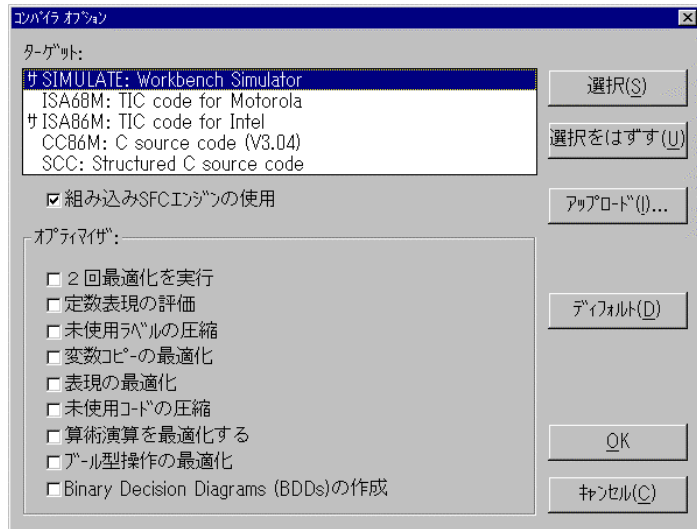 コンパイラ オプション
ターゲット:
サ SIMULATE: Workbench Simulator
ISA68M: TIC code for Motorola
サ ISA86M: TIC code for Intel
CC86M: C source code (V3.04)
SCC: Structured C source code
組み込みSFCエンジンの使用
オプティマイザ:
２回最適化を実行
定数表現の評価
未使用ラベルの圧縮
変数コピーの最適化
表現の最適化
未使用コードの圧縮
算術演算を最適化する
ブール型操作の最適化
Binary Decision Diagrams (BDDs)の作成
選択(S)
選択をはずす(U)
アップロード(I)...
ディフォルト(D)
OK
キャンセル(C)